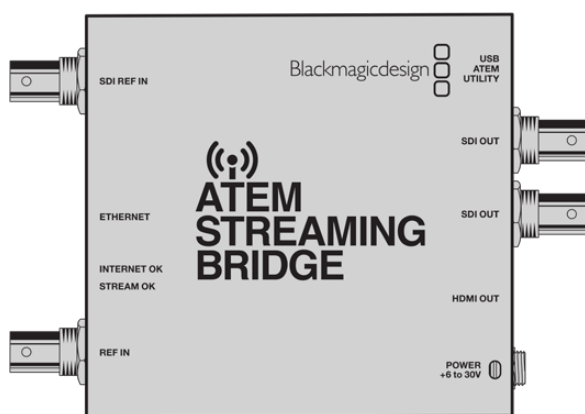 Blackmagicdesign
USB
ATEM
UTILITY
SDI REF IN
SDI OUT
ATEM
STREAMING
BRIDGE
ETHERNET
SDI OUT
INTERNET OK
STREAM OK
HDMI OUT
REF IN
POWER
+6 to 30V